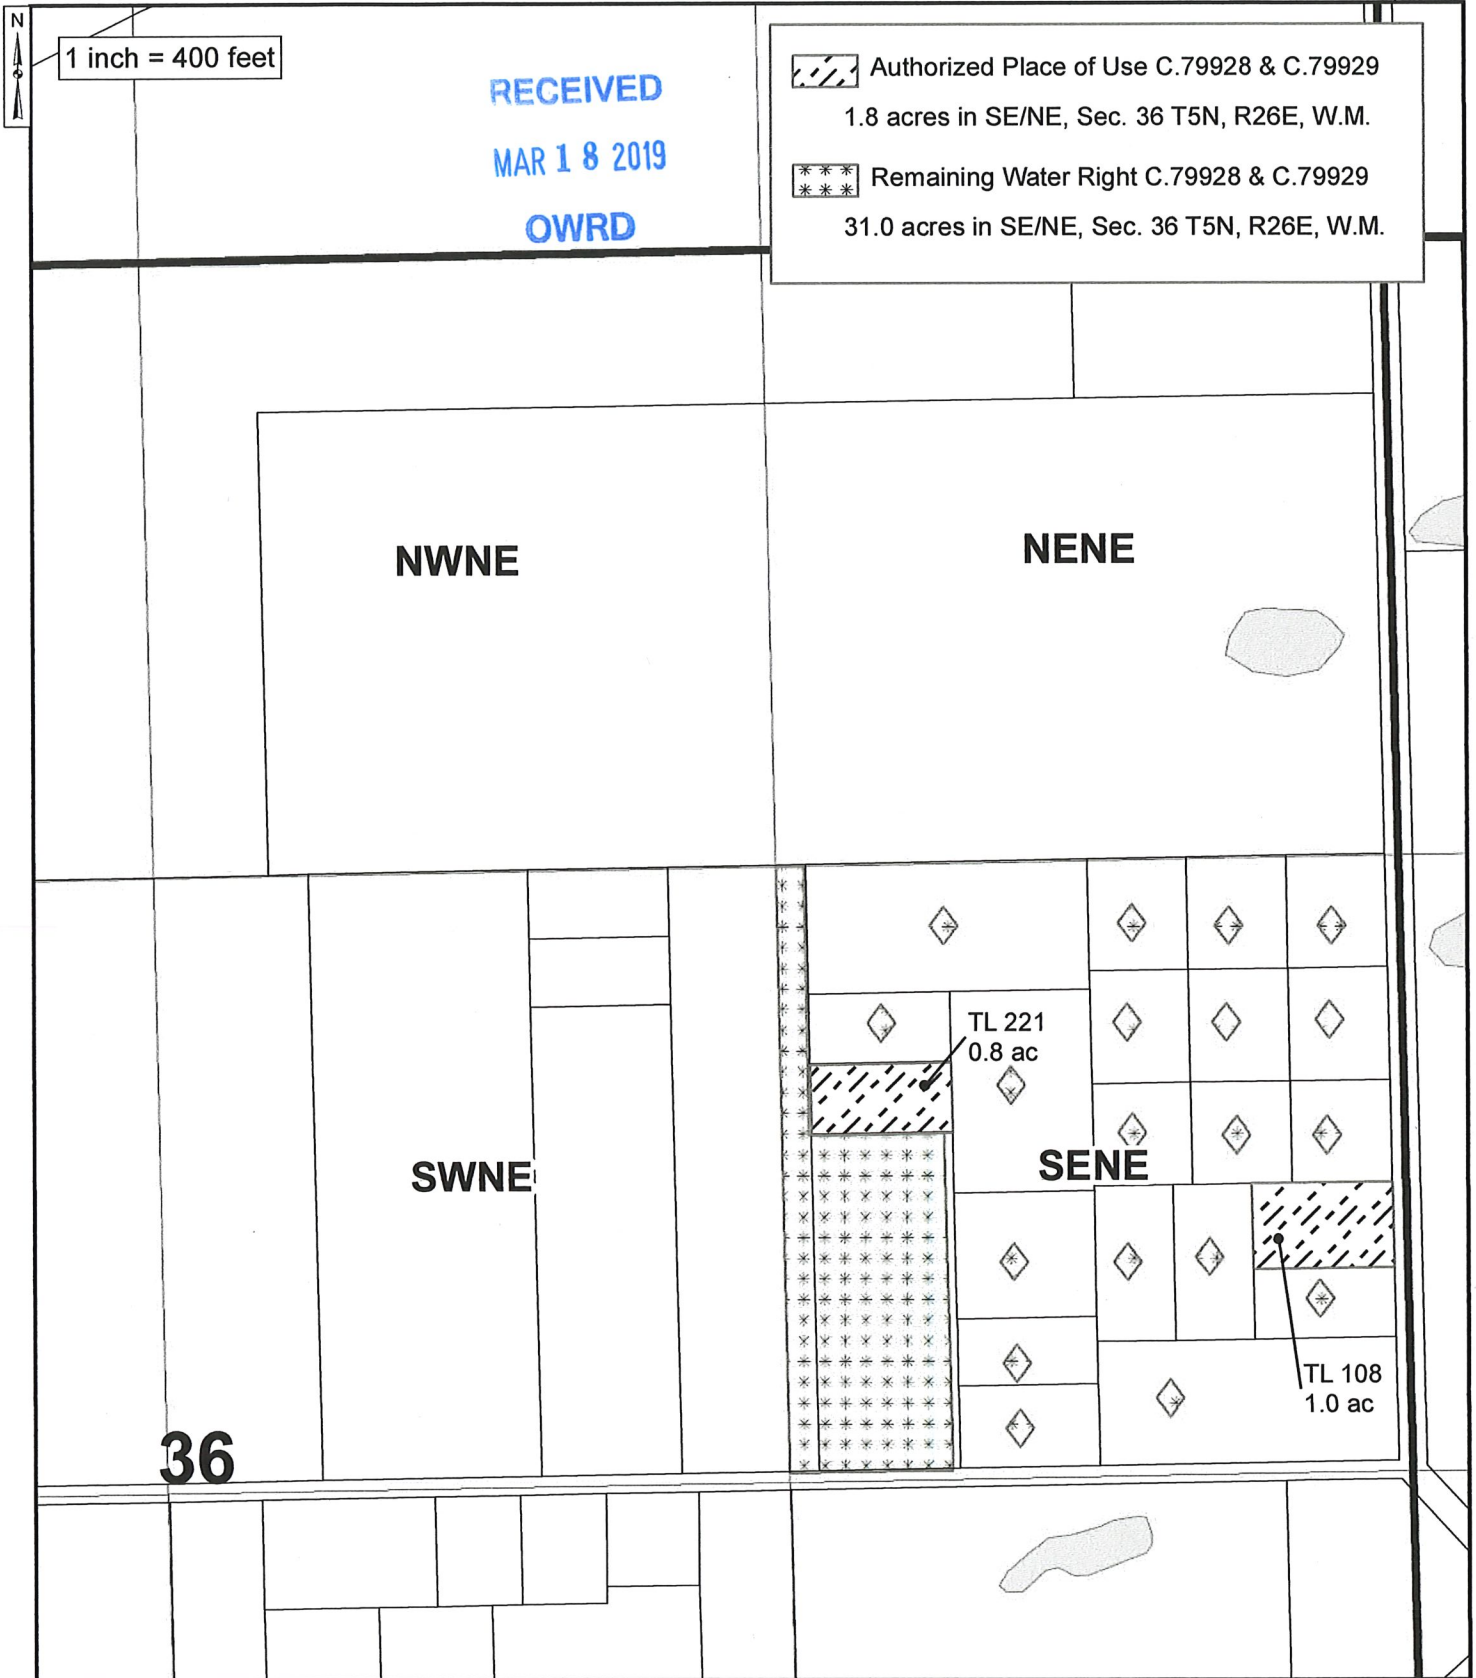 N
1 inch = 400 feet
RECEIVED
MAR 18 2019
OWRD
Authorized Place of Use C.79928 & C.79929
1.8 acres in SE/NE, Sec. 36 T5N, R26E, W.M.
Remaining Water Right C.79928 & C.79929
31.0 acres in SE/NE, Sec. 36 T5N, R26E, W.M.
NWNE
NENE
TL 221
0.8 ac
SWNE
SENE
TL 108
1.0 ac
36